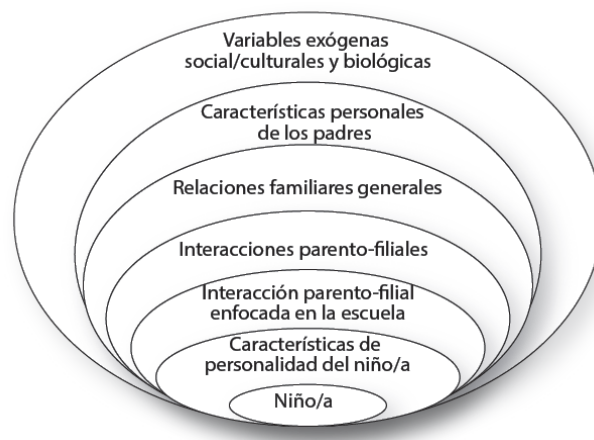 Variables exógenas
social/culturales y biológicas
Características personales
de los padres
Relaciones familiares generales
Interacciones parento-filiales
Interacción parento-filial
enfocada en la escuela
Características de
personalidad del niño/a
Niño/a